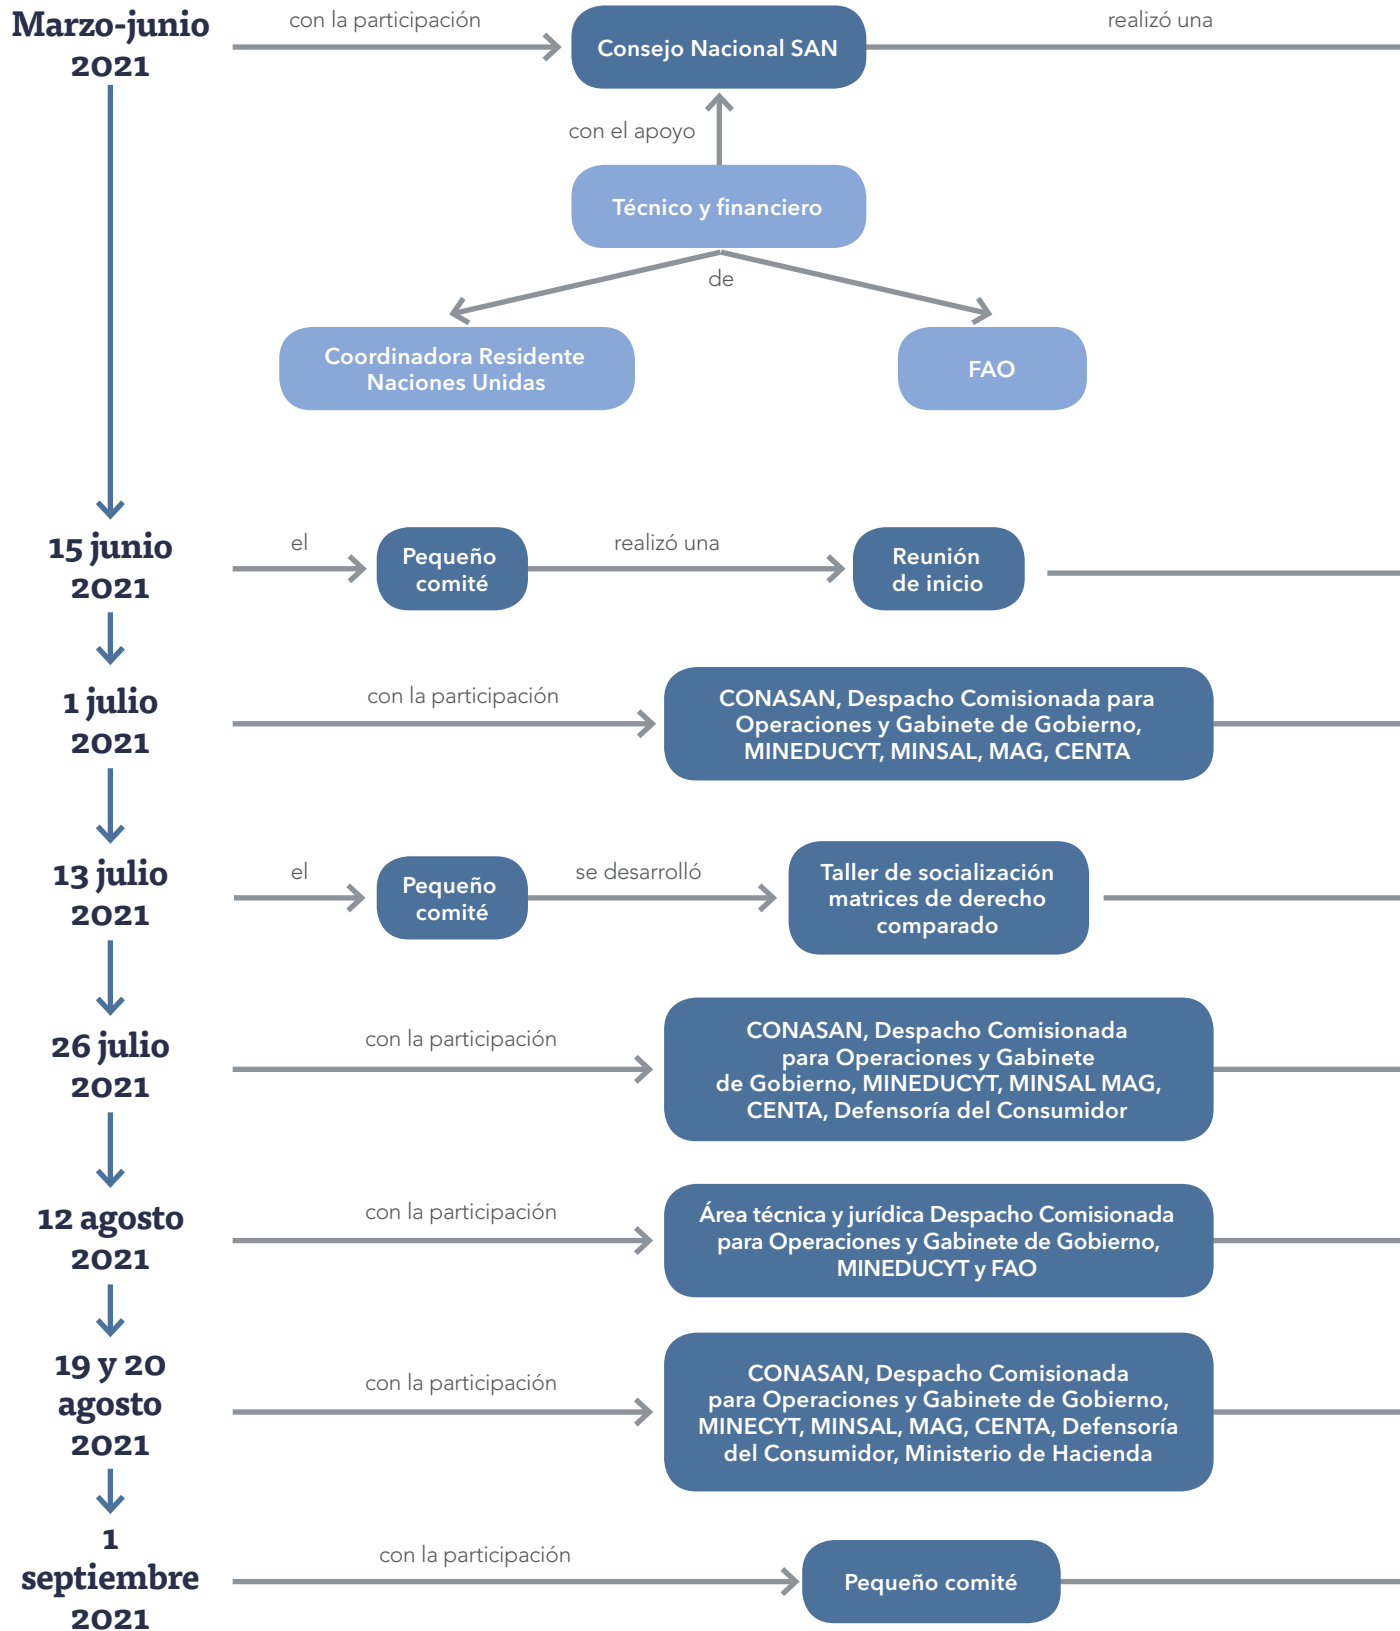 Marzo-junio
2021
con la participación
Consejo Nacional SAN
realizó una
con el apoyo
Técnico y financiero
de
Coordinadora Residente
Naciones Unidas
FAO
15 junio
2021
el
Pequeño
comité
realizó una
Reunión
de inicio
1 julio
2021
con la participación
CONASAN, Despacho Comisionada para
Operaciones y Gabinete de Gobierno,
MINEDUCYT, MINSAL, MAG, CENTA
13 julio
2021
el
Pequeño
comité
se desarrolló
Taller de socialización
matrices de derecho
comparado
26 julio
2021
con la participación
CONASAN, Despacho Comisionada
para Operaciones y Gabinete
de Gobierno, MINEDUCYT, MINSAL MAG,
CENTA, Defensoría del Consumidor
12 agosto
2021
con la participación
Área técnica y jurídica Despacho Comisionada
para Operaciones y Gabinete de Gobierno,
MINEDUCYT y FAO
19 y 20
agosto
2021
con la participación
CONASAN, Despacho Comisionada
para Operaciones y Gabinete de Gobierno,
MINECYT, MINSAL, MAG, CENTA, Defensoría
del Consumidor, Ministerio de Hacienda
1
septiembre
2021
con la participación
Pequeño comité